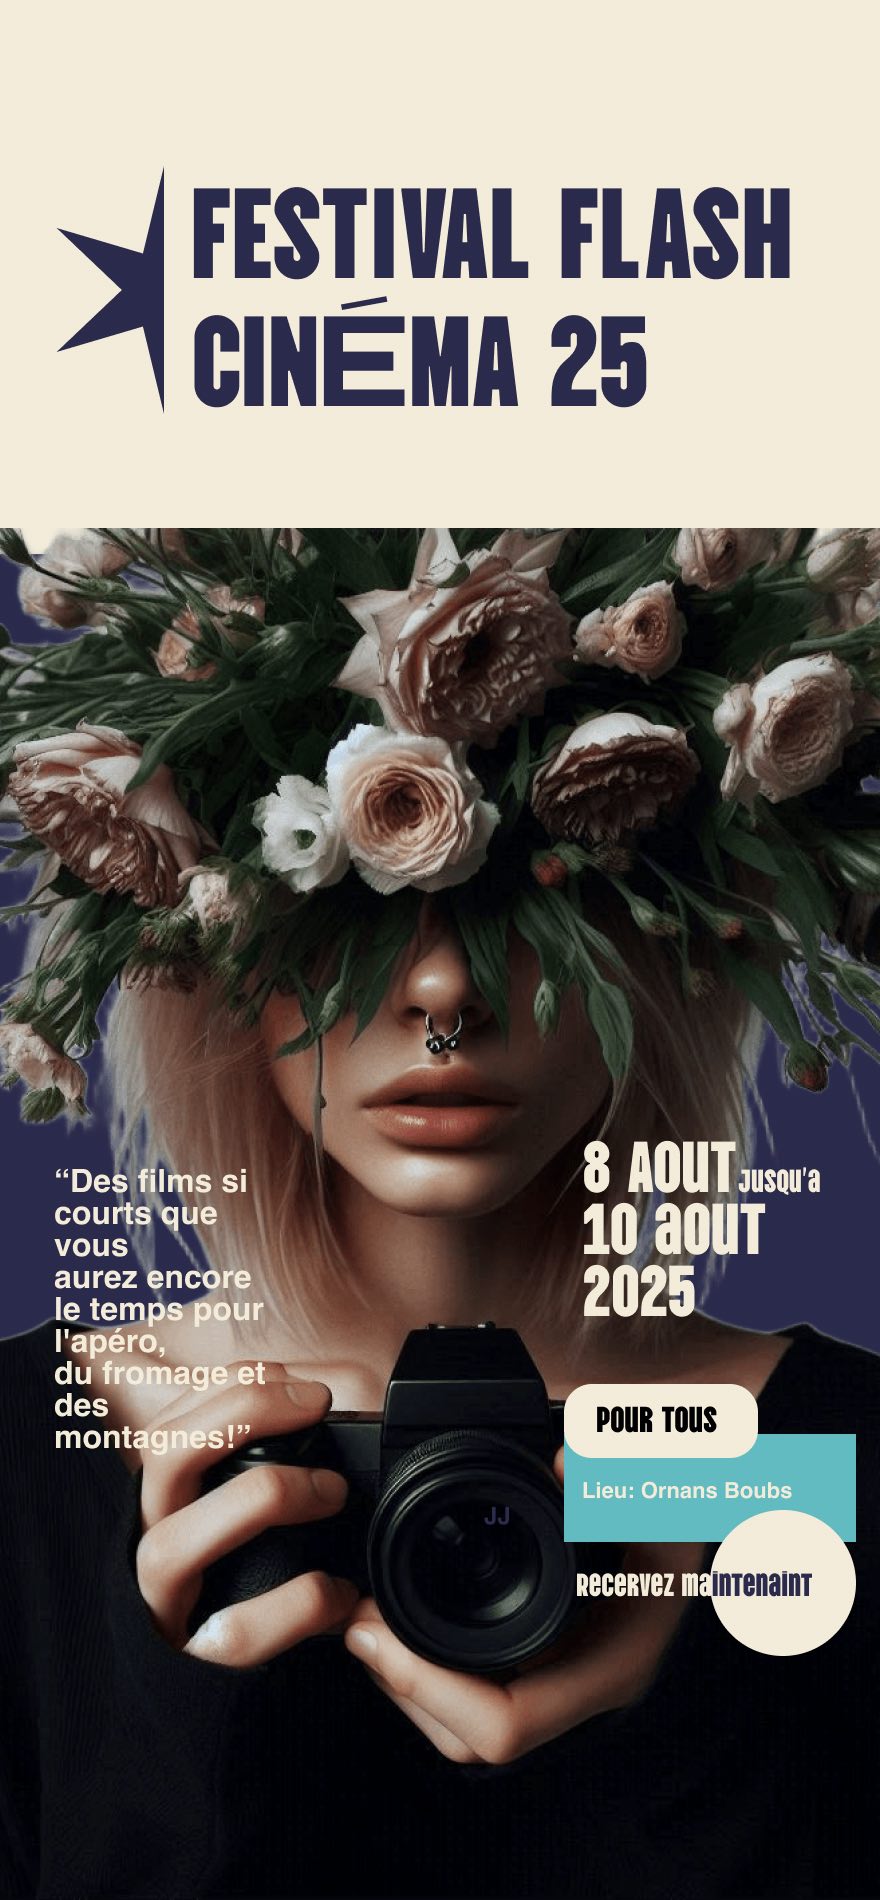 FESTIVAL FLASH
CINÉMA 25
“Des films si
courts que
vous
aurez encore
le temps pour
l'apéro,
du fromage et
des
montagnes!”
8 AOUT JUSQU'a
10 aOUT
2025
POUR TOUS
Lieu: Ornans Boubs
JJ
Recervez maintenaint